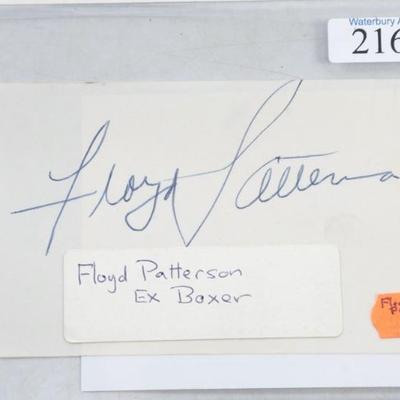 Waterbury A
216
Floyd Patterson
Floyd Patterson
Ex Boxer